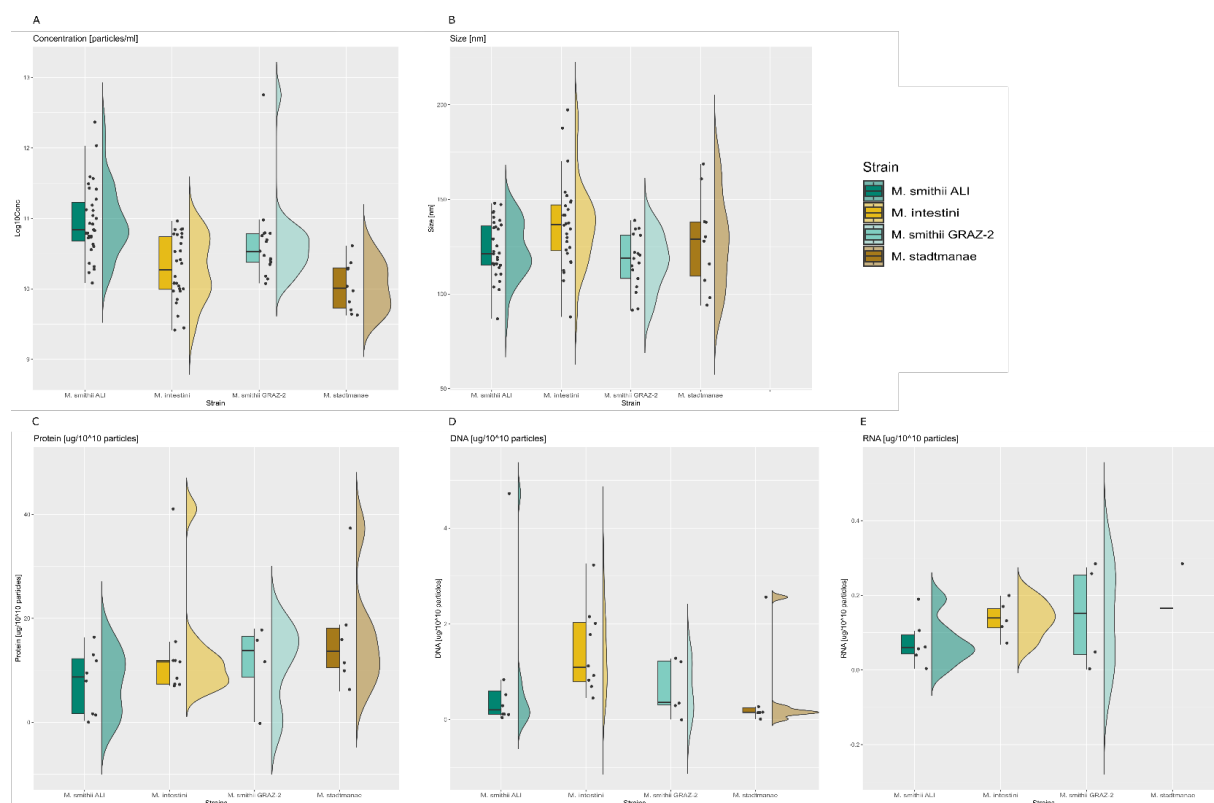 A
B
Concentration [particles/ml]
Size [nm]
13
12
11
10
9
Log10Conc
M. smithii ALI
M. intestini
M. smithii GRAZ-2
M. stadtmanae
Strain
200
150
100
50
Size [nm]
M. smithii ALI
M. intestini
M. smithii GRAZ-2
M. stadtmanae
Strain
Strain
M. smithii ALI
M. intestini
M. smithii GRAZ-2
M. stadtmanae
C
D
E
Protein [ug/10^10 particles]
DNA [ug/10^10 particles]
RNA [ug/10^10 particles]
40
20
0
Protein [ug/10^10 particles]
M. smithii ALI
M. intestini
M. smithii GRAZ-2
M. stadtmanae
Strains
4
2
0
DNA [ug/10^10 particles]
M. smithii ALI
M. intestini
M. smithii GRAZ-2
M. stadtmanae
Strains
0.4
0.2
0.0
-0.2
RNA [ug/10^10 particles]
M. smithii ALI
M. intestini
M. smithii GRAZ-2
M. stadtmanae
Strains